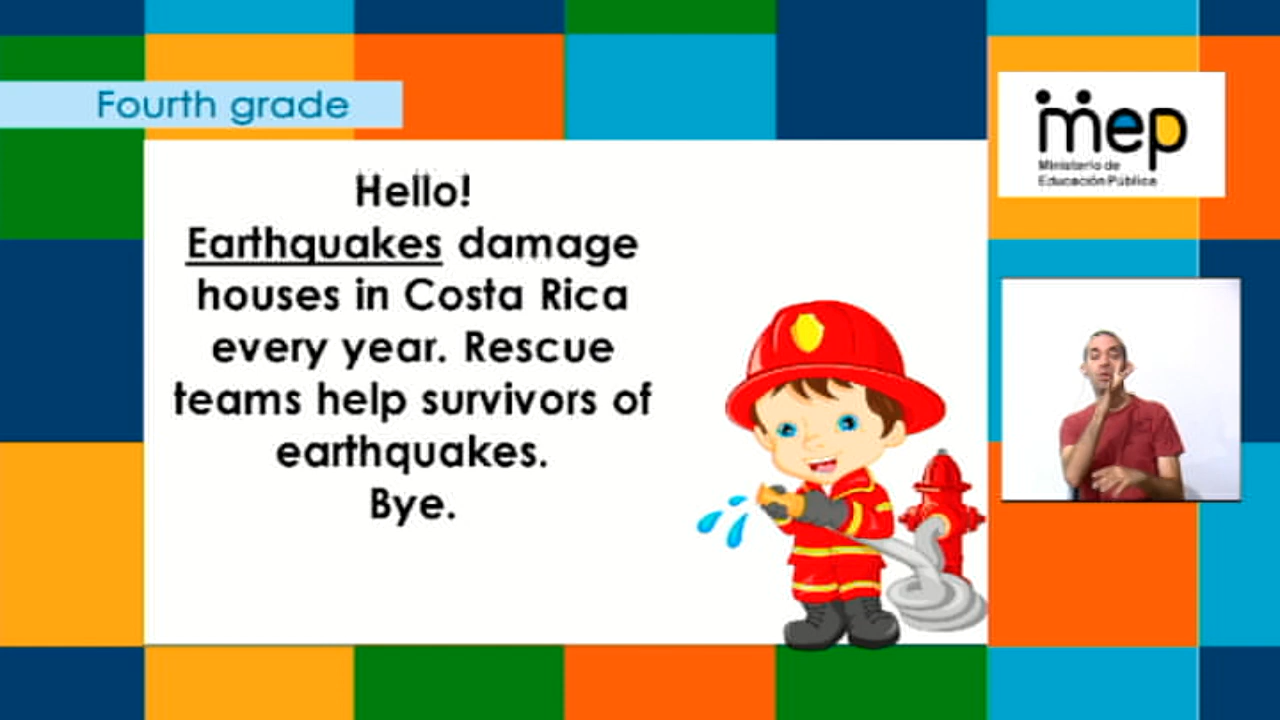 Fourth grade
mep
Ministerio de
Educación Pública
Hello!
Earthquakes damage
houses in Costa Rica
every year. Rescue
teams help survivors of
earthquakes.
Bye.